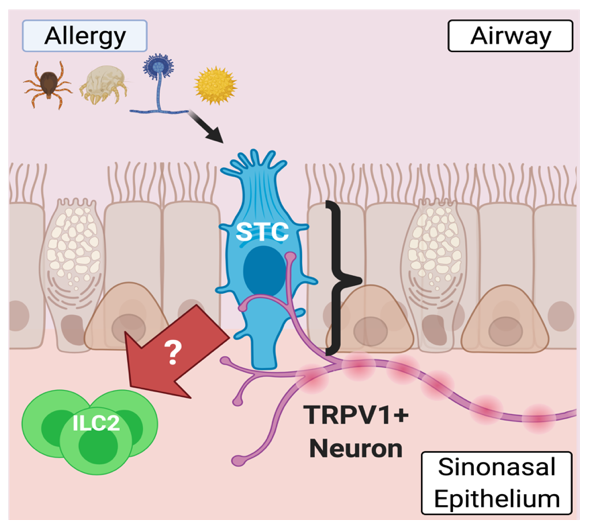 Allergy
Airway
STC
?
ILC2
TRPV1+
Neuron
Sinonasal
Epithelium